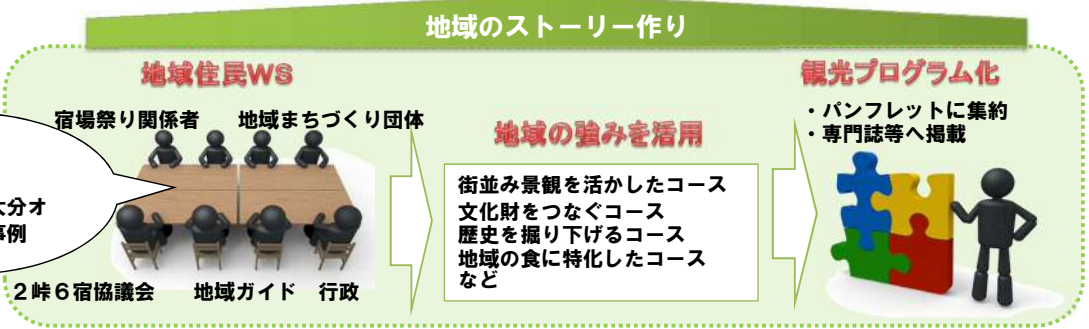 地域のストーリー作り
地域住民WS
宿場祭り関係者 地域まちづくり団体
大分オ
事例
２峠６宿協議会 地域ガイド 行政
地域の強みを活用
街並み景観を活かしたコース
文化財をつなぐコース
歴史を掘り下げるコース
地域の食に特化したコース
など
観光プログラム化
・パンフレットに集約
・専門誌等へ掲載